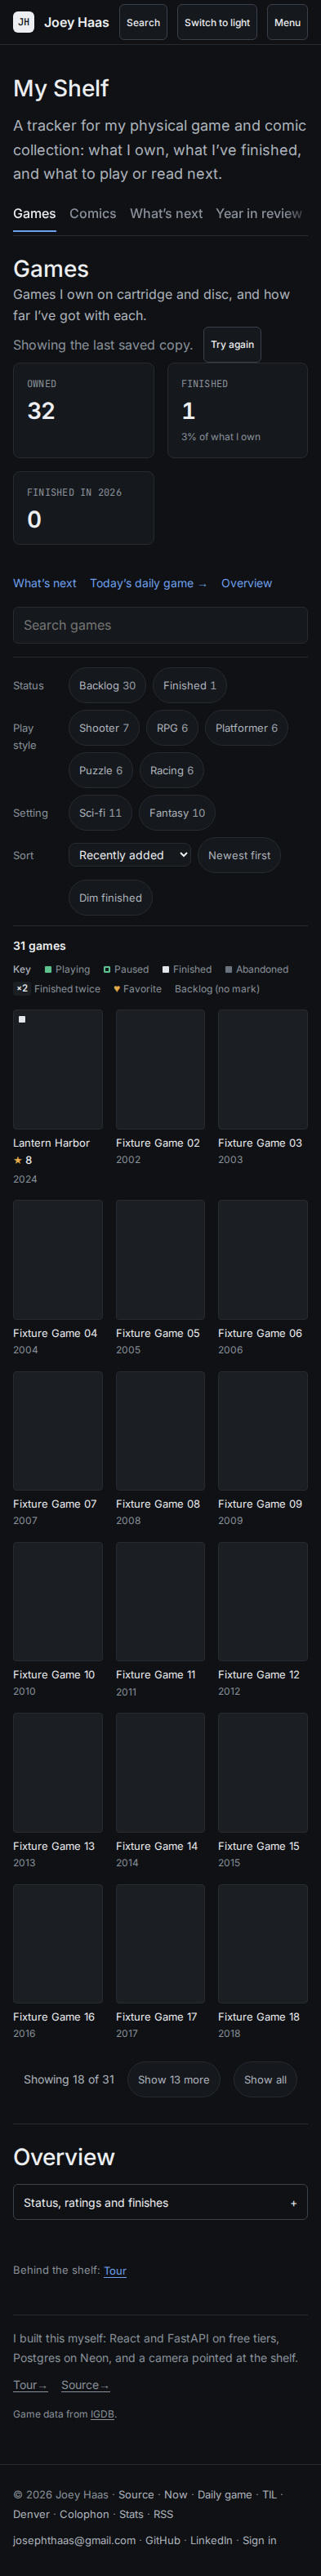 JH Joey Haas Search Switch to light Menu
My Shelf
A tracker for my physical game and comic
collection: what I own, what I've finished,
and what to play or read next.
Games Comics What's next Year in review
Games
Games I own on cartridge and disc, and how
far I've got with each.
Showing the last saved copy. Try again
OWNED FINISHED
32 1
3% of what I own
FINISHED IN 2026
0
What's next Today's daily game → Overview
Search games
Status Backlog 30 Finished 1
Play style Shooter 7 RPG 6 Platformer 6
Puzzle 6 Racing 6
Setting Sci-fi 11 Fantasy 10
Sort Recently added Newest first
Dim finished
31 games
Key Playing Paused Finished Abandoned
×2 Finished twice ♥ Favorite Backlog (no mark)
Lantern Harbor Fixture Game 02 Fixture Game 03
★ 8 2002 2003
2024
Fixture Game 04 Fixture Game 05 Fixture Game 06
2004 2005 2006
Fixture Game 07 Fixture Game 08 Fixture Game 09
2007 2008 2009
Fixture Game 10 Fixture Game 11 Fixture Game 12
2010 2011 2012
Fixture Game 13 Fixture Game 14 Fixture Game 15
2013 2014 2015
Fixture Game 16 Fixture Game 17 Fixture Game 18
2016 2017 2018
Showing 18 of 31 Show 13 more Show all
Overview
Status, ratings and finishes +
Behind the shelf: Tour
I built this myself: React and FastAPI on free tiers,
Postgres on Neon, and a camera pointed at the shelf.
Tour→ Source→
Game data from IGDB.
© 2026 Joey Haas · Source · Now · Daily game · TIL ·
Denver · Colophon · Stats · RSS
josephthaas@gmail.com · GitHub · LinkedIn · Sign in